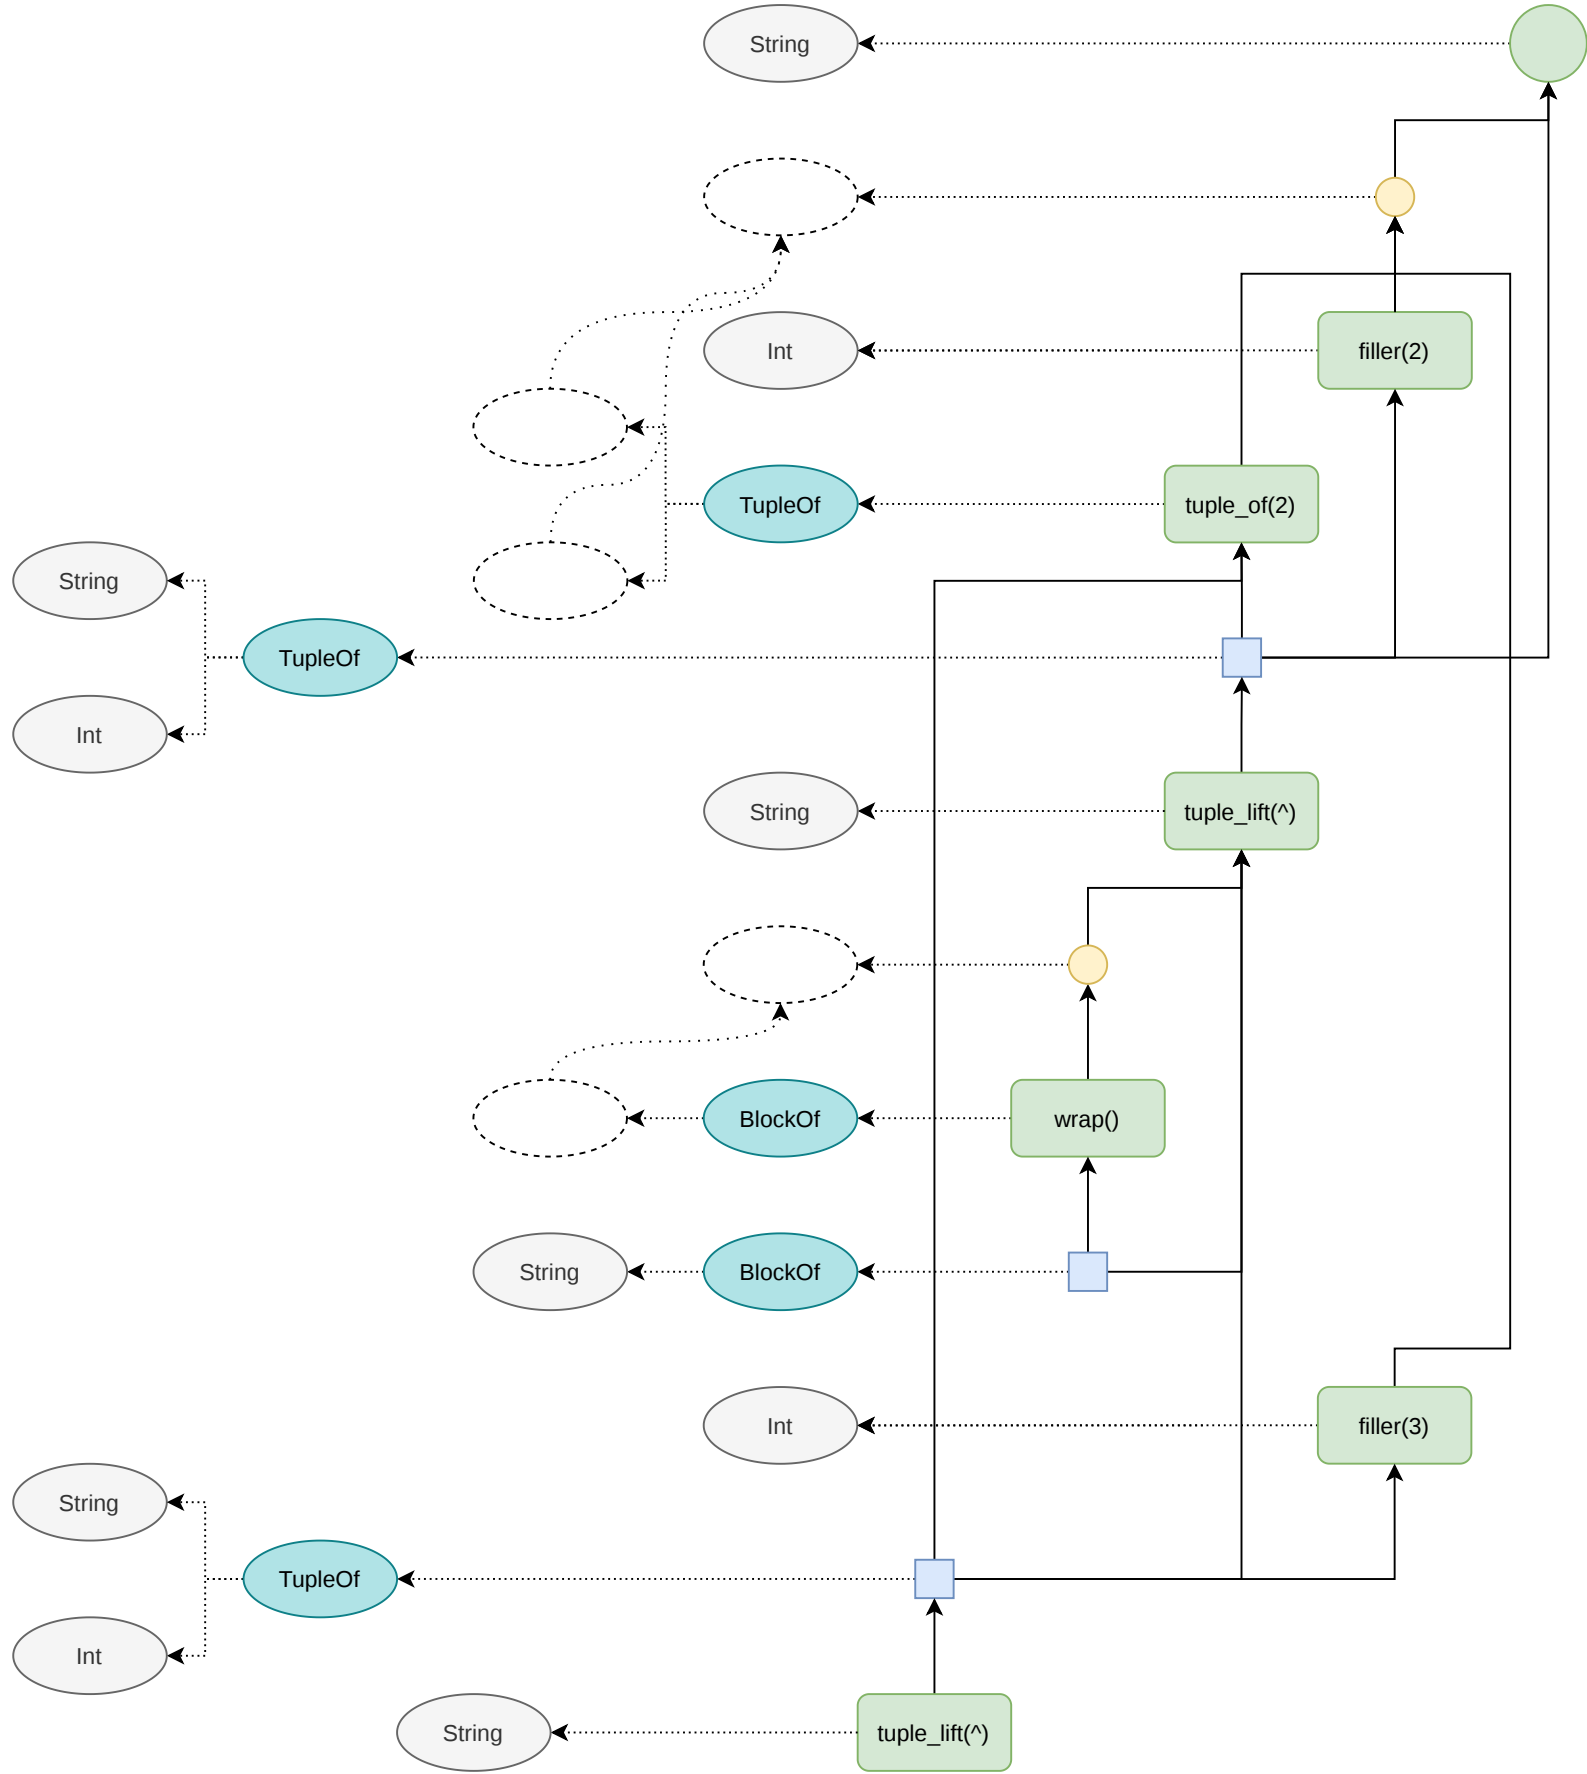 String
Int
filler(2)
TupleOf
tuple_of(2)
String
TupleOf
Int
String
tuple_lift(^)
BlockOf
wrap()
String
BlockOf
Int
filler(3)
String
TupleOf
Int
String
tuple_lift(^)